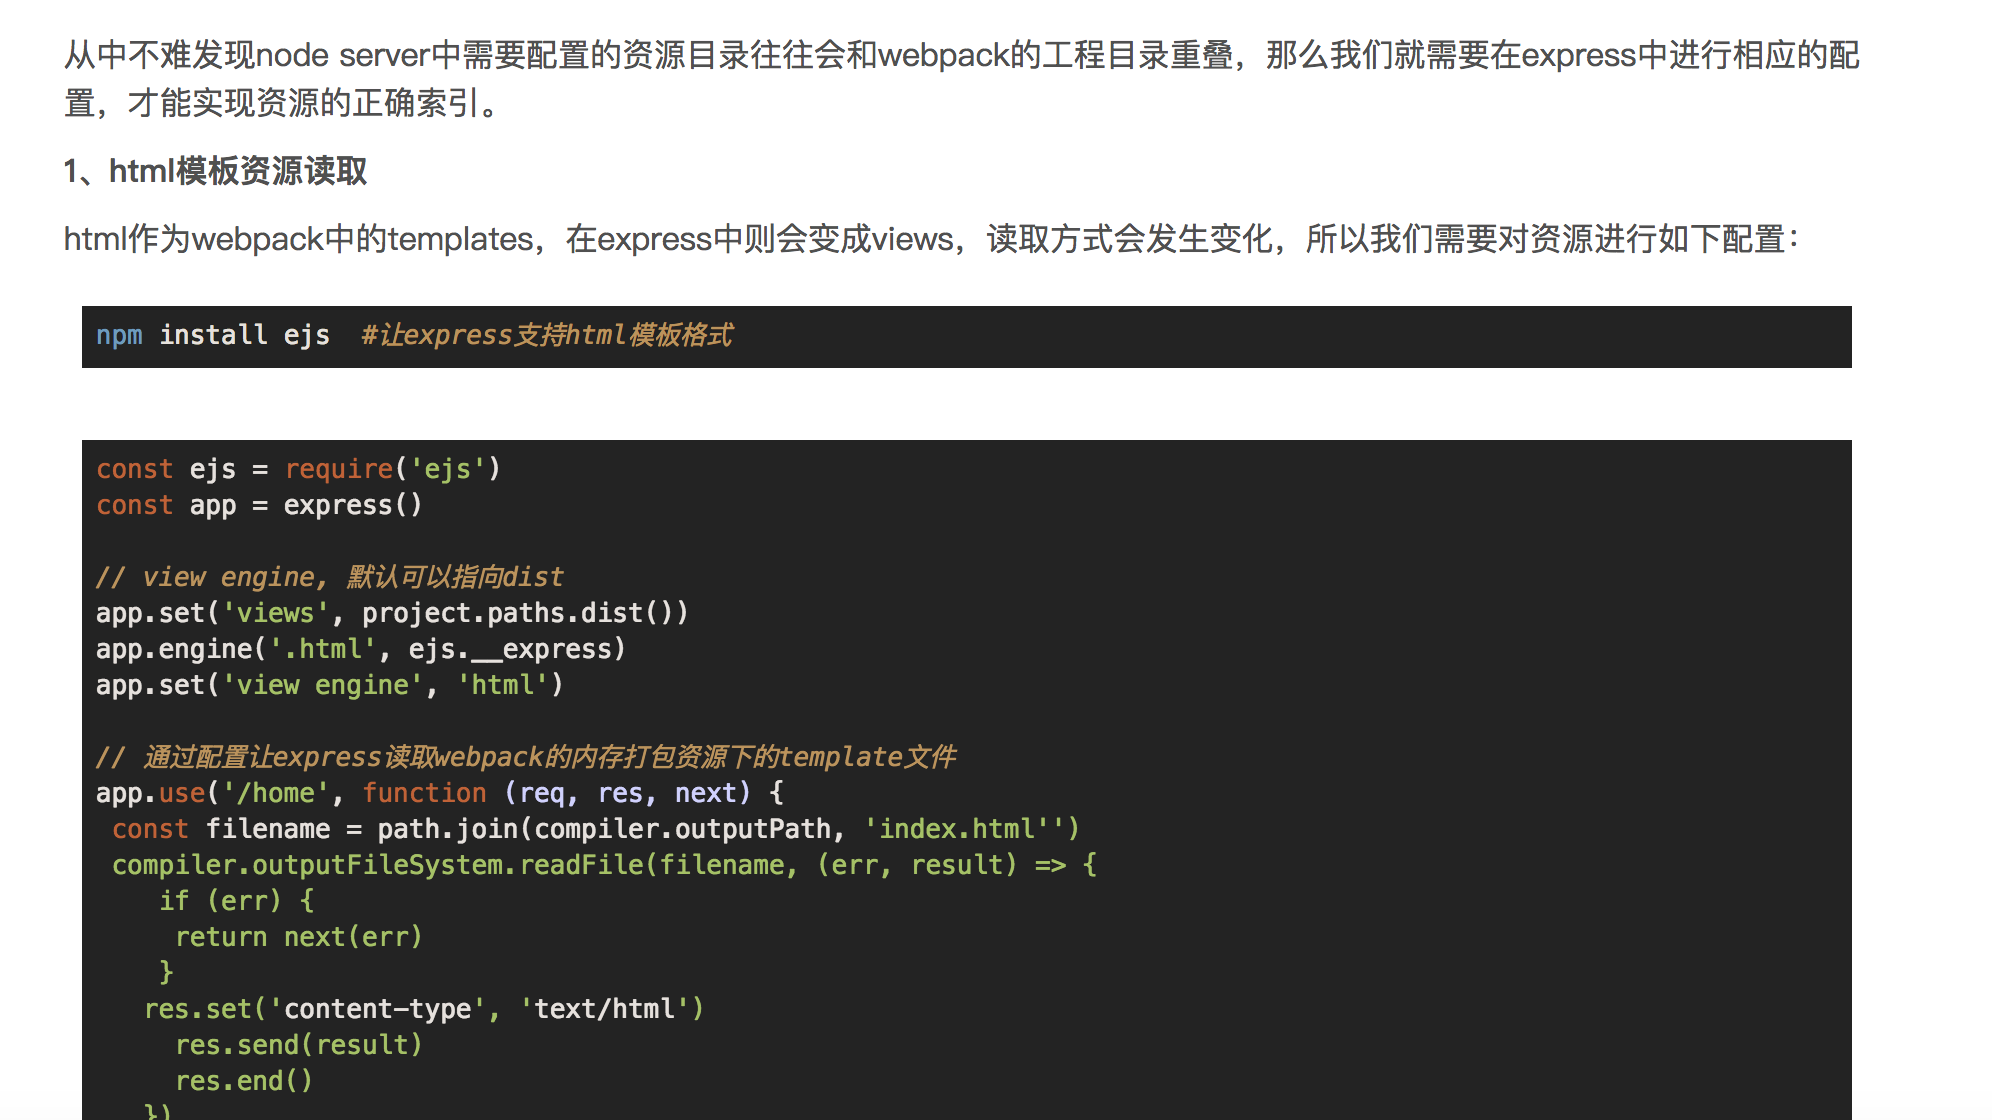 从中不难发现node server中需要配置的资源目录往往会和webpack的工程目录重叠，那么我们就需要在express中进行相应的配
置，才能实现资源的正确索引。
1、html模板资源读取
html作为webpack中的templates，在express中则会变成views，读取方式会发生变化，所以我们需要对资源进行如下配置：
npm install ejs  #让express支持html模板格式
const ejs = require('ejs')
const app = express()
// view engine, 默认可以指向dist
app.set('views', project.paths.dist())
app.engine('.html', ejs.__express)
app.set('view engine', 'html')
// 通过配置让express读取webpack的内存打包资源下的template文件
app.use('/home', function (req, res, next) {
 const filename = path.join(compiler.outputPath, 'index.html'')
 compiler.outputFileSystem.readFile(filename, (err, result) => {
    if (err) {
     return next(err)
    }
   res.set('content-type', 'text/html')
     res.send(result)
     res.end()
   })